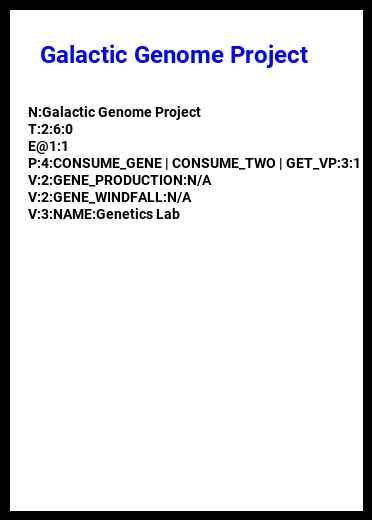 Galactic Genome Project
N:Galactic Genome Project
T:2:6:0
E@1:1
P:4:CONSUME_GENE | CONSUME_TWO | GET_VP:3:1
V:2:GENE_PRODUCTION:N/A
V:2:GENE_WINDFALL:N/A
V:3:NAME:Genetics Lab